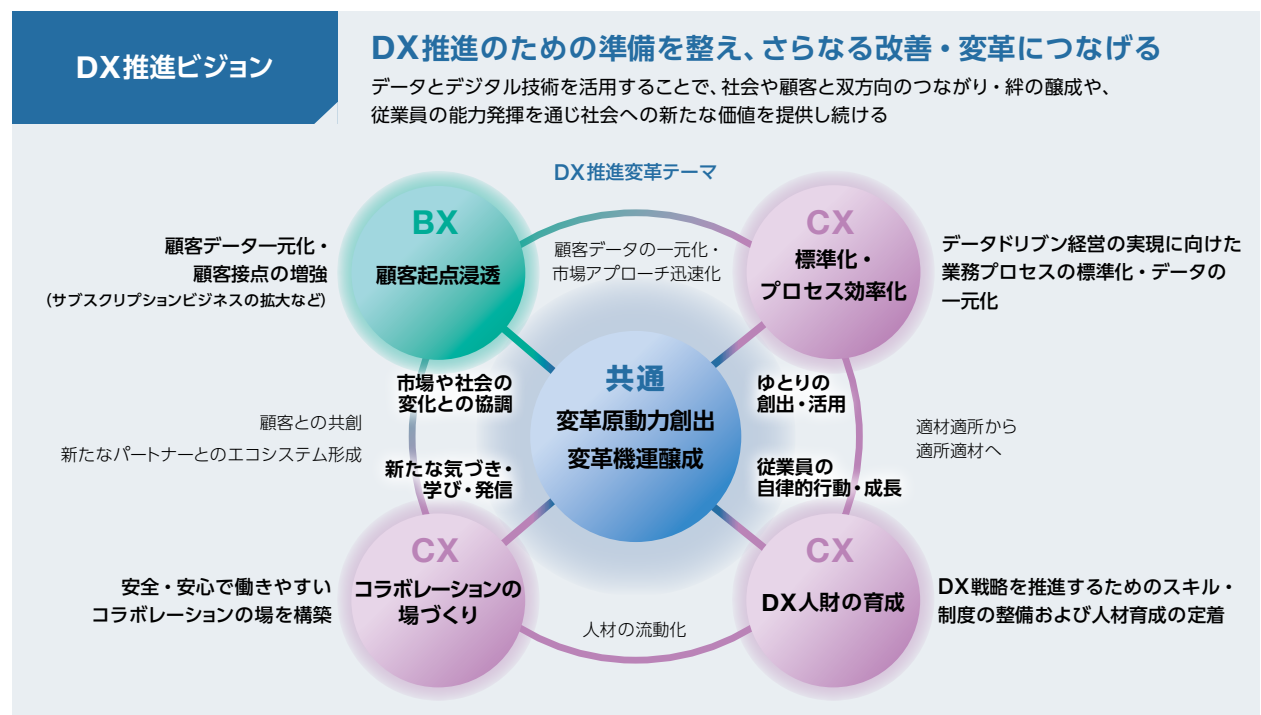 DX推進ビジョン
DX推進のための準備を整え、さらなる改善・変革につなげる
データとデジタル技術を活用することで、社会や顧客と双方向のつながり・絆の醸成や、
従業員の能力発揮を通じ社会への新たな価値を提供し続ける
DX推進変革テーマ
顧客データ一元化・
顧客接点の増強
（サブスクリプションビジネスの拡大など）
BX
顧客起点浸透
顧客データの一元化・
市場アプローチ迅速化
CX
標準化・
プロセス効率化
データドリブン経営の実現に向けた
業務プロセスの標準化・データの
一元化
市場や社会の
変化との協調
共通
変革原動力創出
変革機運醸成
ゆとりの
創出・活用
顧客との共創
新たなパートナーとのエコシステム形成
適材適所から
適所適材へ
新たな気づき・
学び・発信
従業員の
自律的行動・成長
安全・安心で働きやすい
コラボレーションの場を構築
CX
コラボレーションの
場づくり
人材の流動化
CX
DX人財の育成
DX戦略を推進するためのスキル・
制度の整備および人材育成の定着